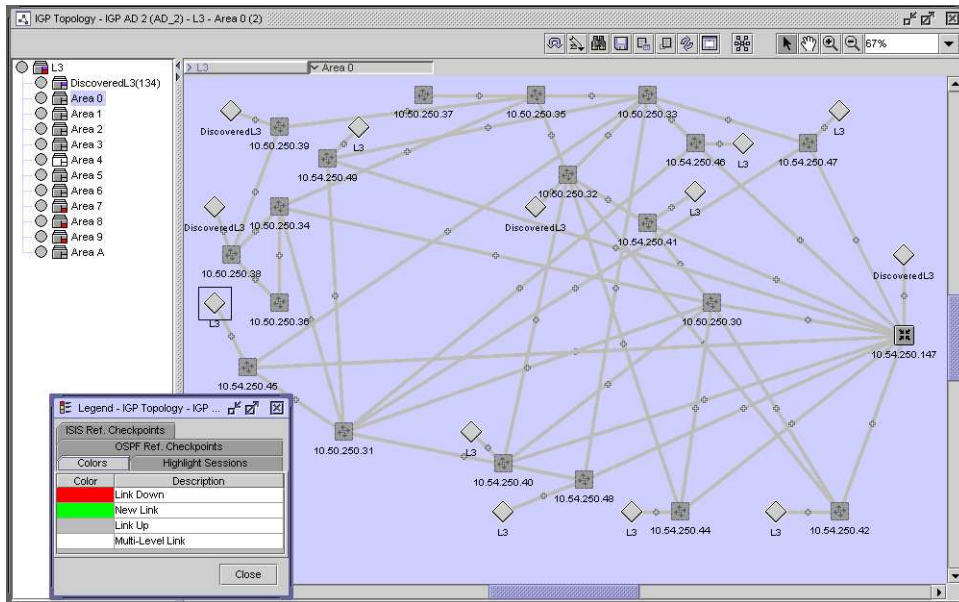 IGP Topology - IGP AD 2 (AD_2) - L3 - Area 0 (2)
67%
L3
DiscoveredL3(134)
Area 0
Area 1
Area 2
Area 3
Area 4
Area 5
Area 6
Area 7
Area 8
Area 9
Area A
> L3
Area 0
10.50.250.37
10.50.250.35
10.50.250.33
DiscoveredL3
10.50.250.39
L3
10.54.250.49
10.54.250.46
L3
10.54.250.47
L3
10.50.250.32
L3
DiscoveredL3
10.50.250.34
DiscoveredL3
10.54.250.41
10.50.250.38
DiscoveredL3
10.50.250.36
L3
10.50.250.30
10.54.250.147
10.54.250.45
10.50.250.31
L3
10.54.250.40
10.54.250.48
L3
L3
10.54.250.44
L3
10.54.250.42
Legend - IGP Topology - IGP ...
ISIS Ref. Checkpoints
OSPF Ref. Checkpoints
Colors
Highlight Sessions
Color
Description
Link Down
New Link
Link Up
Multi-Level Link
Close